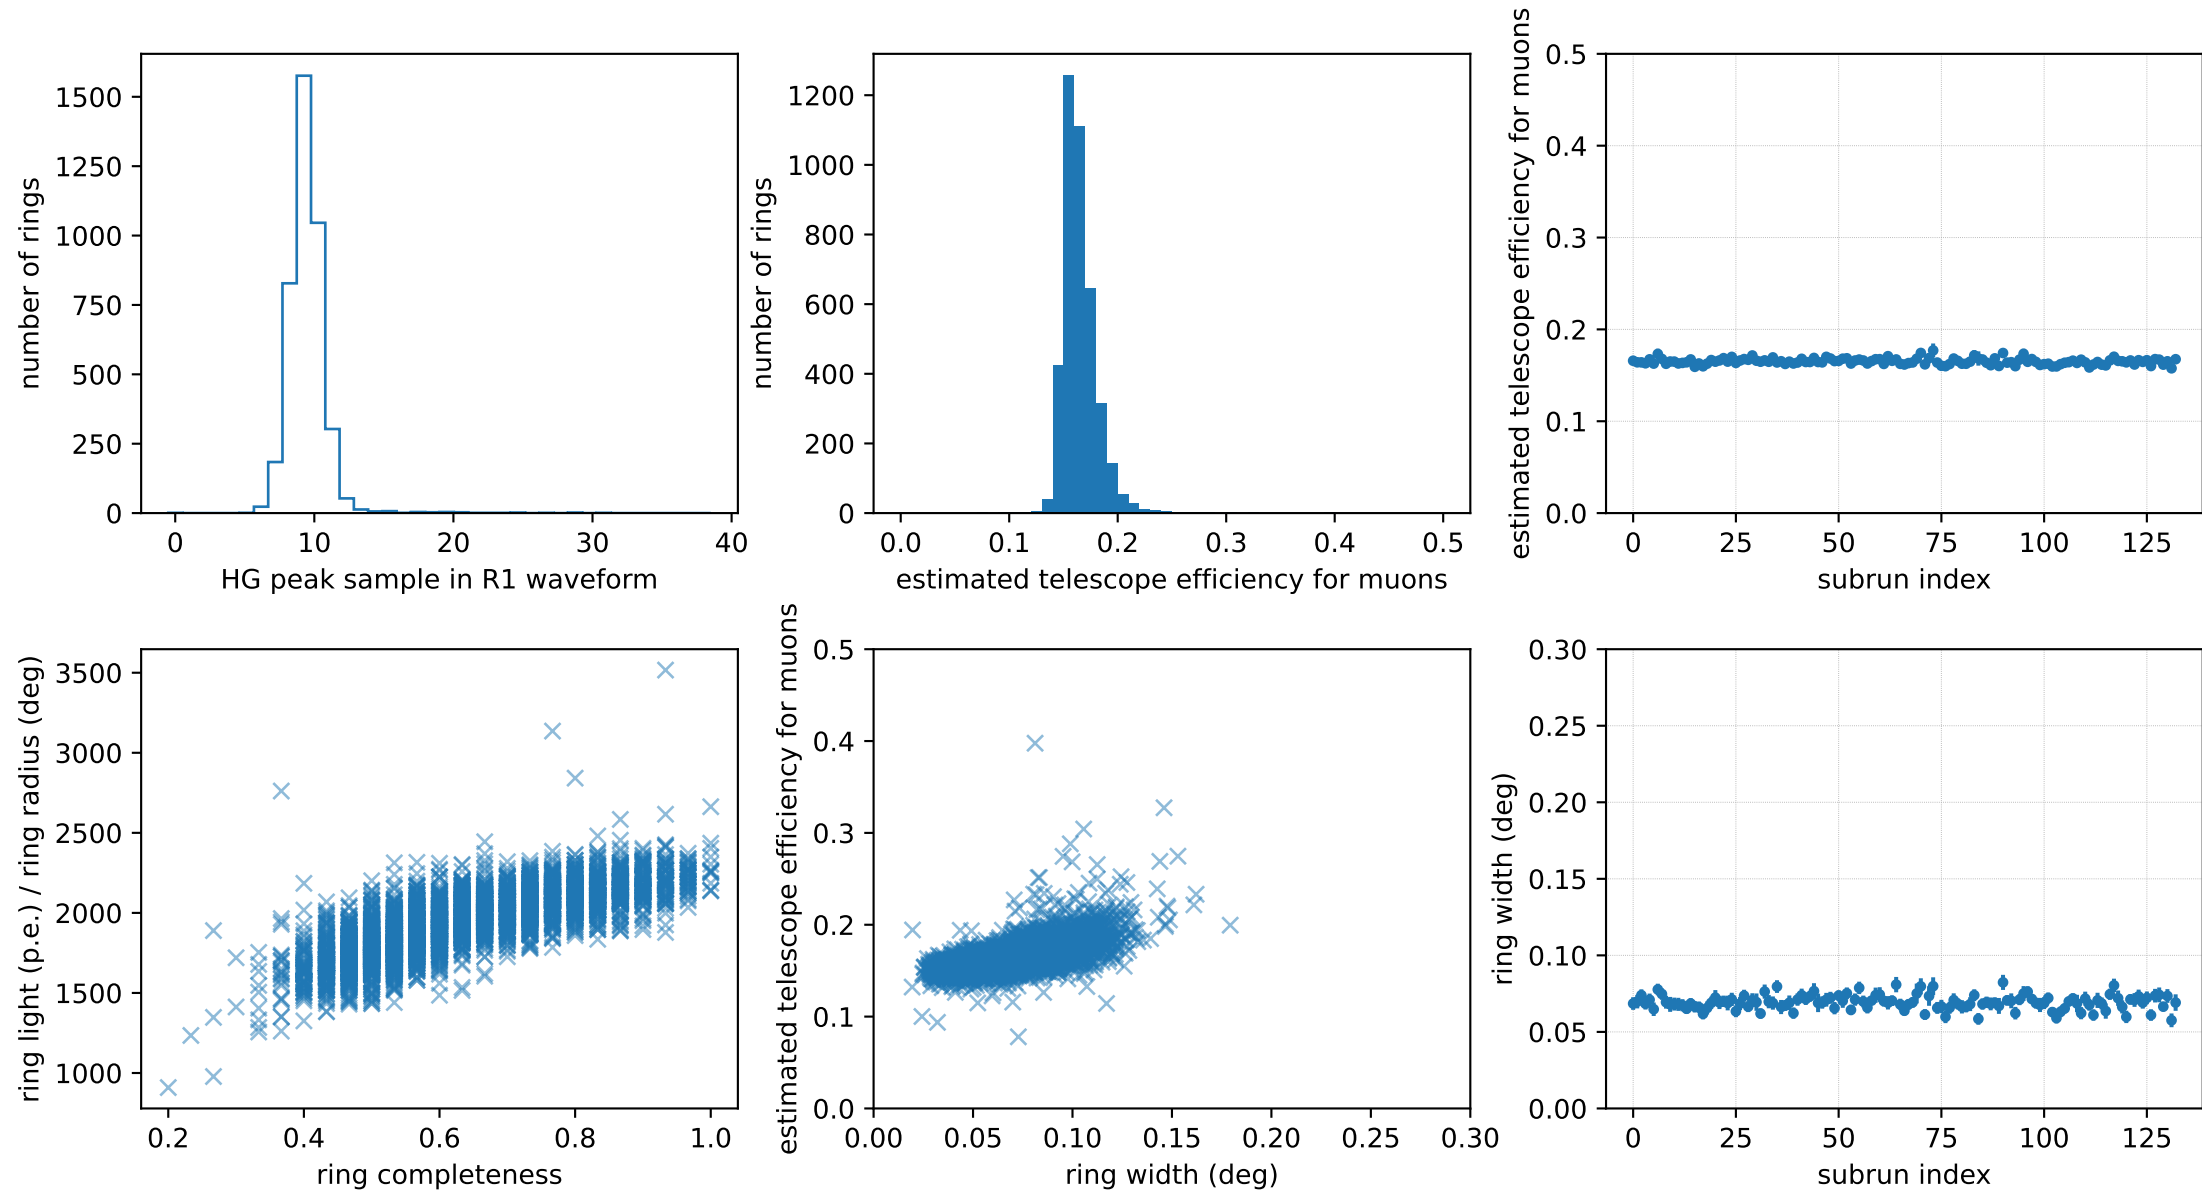 1500
1250
1000
750
500
250
0
number of rings
0 10 20 30 40
HG peak sample in R1 waveform
1200
1000
800
600
400
200
0
number of rings
0.0 0.1 0.2 0.3 0.4 0.5
estimated telescope efficiency for muons
0.5
0.4
0.3
0.2
0.1
0.0
estimated telescope efficiency for muons
0 25 50 75 100 125
subrun index
3500
3000
2500
2000
1500
1000
ring light (p.e.) / ring radius (deg)
0.2 0.4 0.6 0.8 1.0
ring completeness
0.5
0.4
0.3
0.2
0.1
0.0
estimated telescope efficiency for muons
0.00 0.05 0.10 0.15 0.20 0.25 0.30
ring width (deg)
0.30
0.25
0.20
0.15
0.10
0.05
0.00
ring width (deg)
0 25 50 75 100 125
subrun index